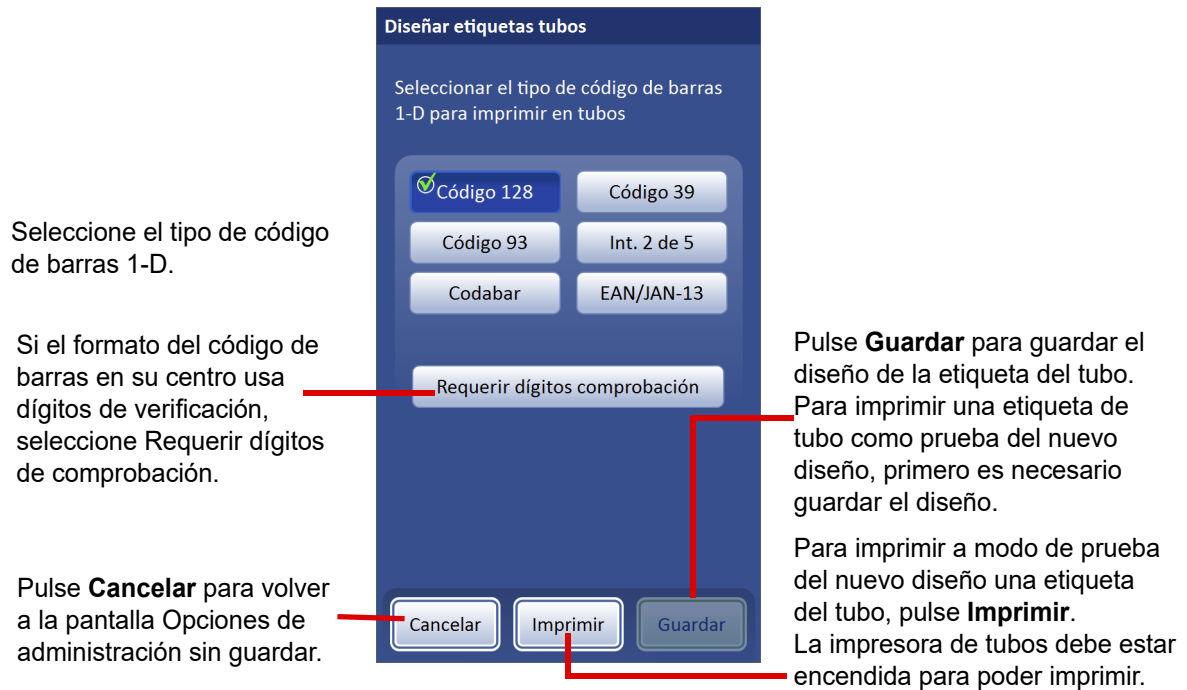 Diseñar etiquetas tubos
Seleccionar el tipo de código de barras
1-D para imprimir en tubos
Código 128
Código 39
Código 93
Int. 2 de 5
Codabar
EAN/JAN-13
Requerir dígitos comprobación
Cancelar
Imprimir
Guardar
Seleccione el tipo de código
de barras 1-D.
Si el formato del código de
barras en su centro usa
dígitos de verificación,
seleccione Requerir dígitos
de comprobación.
Pulse Cancelar para volver
a la pantalla Opciones de
administración sin guardar.
Pulse Guardar para guardar el
diseño de la etiqueta del tubo.
Para imprimir una etiqueta de
tubo como prueba del nuevo
diseño, primero es necesario
guardar el diseño.
Para imprimir a modo de prueba
del nuevo diseño una etiqueta
del tubo, pulse Imprimir.
La impresora de tubos debe estar
encendida para poder imprimir.